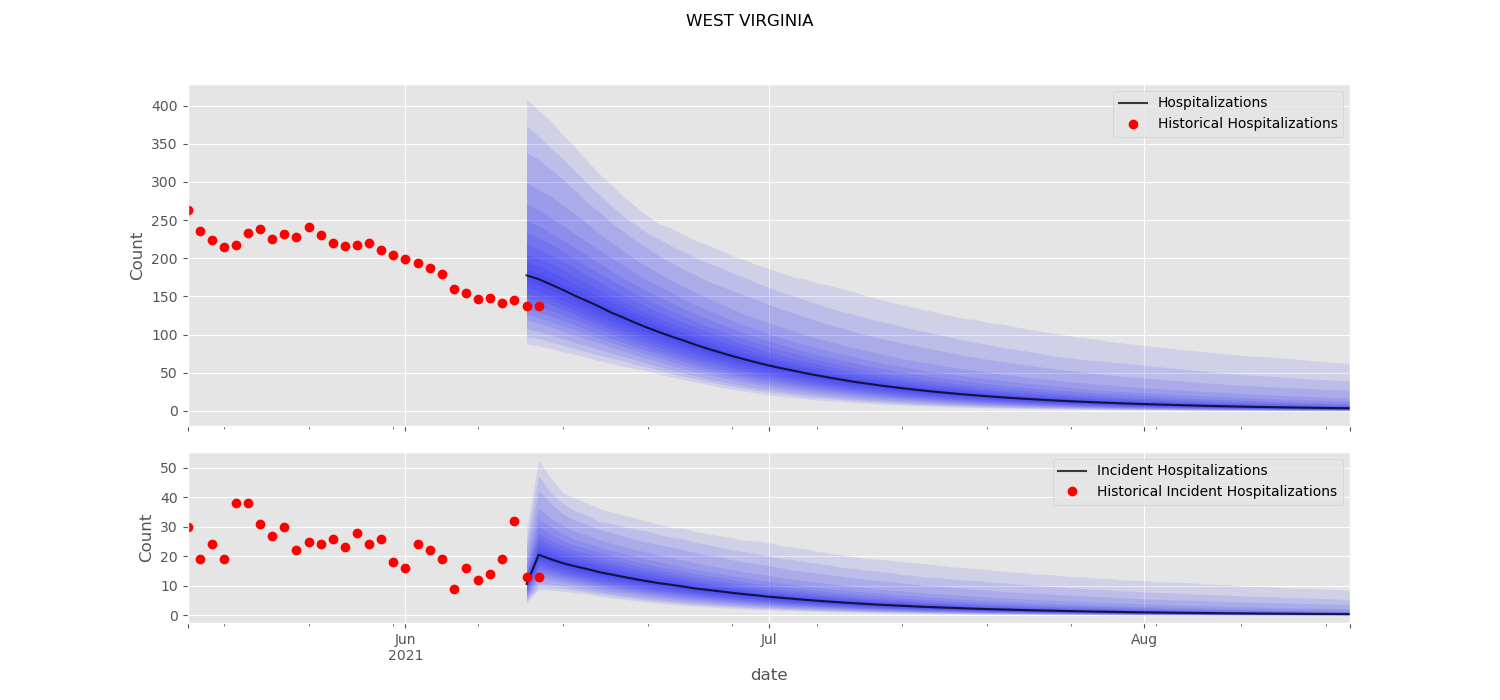 WEST VIRGINIA
400
350
300
250
200
150
100
50
0
Count
Hospitalizations
Historical Hospitalizations
50
40
30
20
10
0
Count
Incident Hospitalizations
Historical Incident Hospitalizations
Jun
2021
Jul
Aug
date